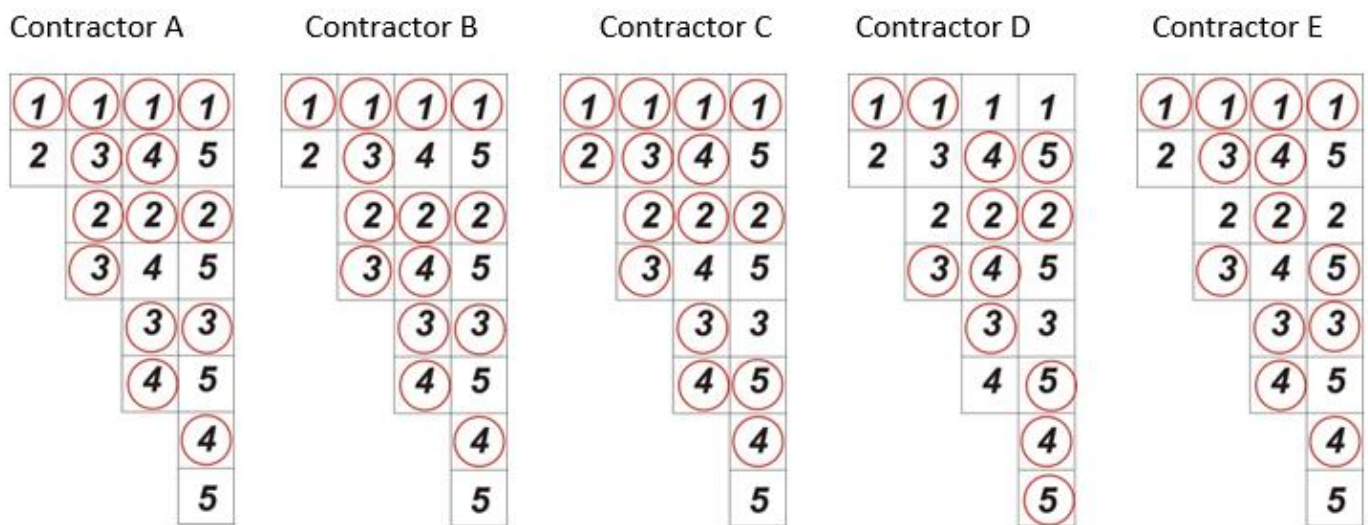 Contractor A Contractor B Contractor C Contractor D Contractor E
1 1 1 1 1 1 1 1 1 1 1 1 1 1 1 1 1 1 1 1
2 3 4 5 2 3 4 5 2 3 4 5 2 3 4 5 2 3 4 5
2 2 2 2 2 2 2 2 2 2 2 2 2 2 2
3 4 5 3 4 5 3 4 5 3 4 5 3 4 5
3 3 3 3 3 3 3 3 3 3
4 5 4 5 4 5 4 5 4 5
4 4 4 4 4
5 5 5 5 5